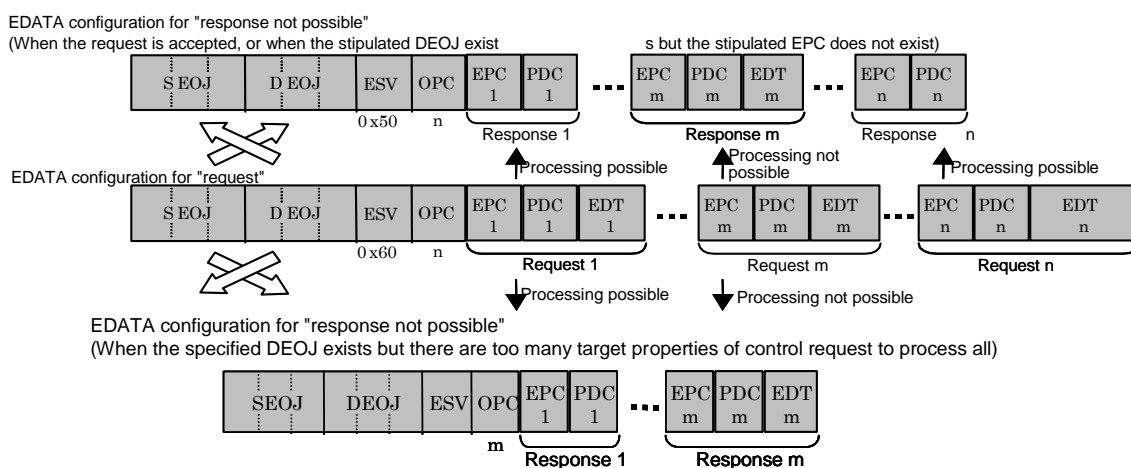 EDATA configuration for "response not possible"
(When the request is accepted, or when the stipulated DEOJ exist s but the stipulated EPC does not exist)
S EOJ D EOJ ESV OPC EPC 1 PDC 1 EPC m PDC m EDT m EPC n PDC n
0x50 n Response 1 Response m Response n
Processing possible Processing not possible Processing possible
EDATA configuration for "request"
S EOJ D EOJ ESV OPC EPC 1 PDC 1 EDT 1 EPC m PDC m EDT m EPC n PDC n EDT n
0x60 n Request 1 Request m Request n
Processing possible Processing not possible
EDATA configuration for "response not possible"
(When the specified DEOJ exists but there are too many target properties of control request to process all)
SEOJ DEOJ ESV OPC EPC 1 PDC 1 EPC m PDC m EDT m
m Response 1 Response m